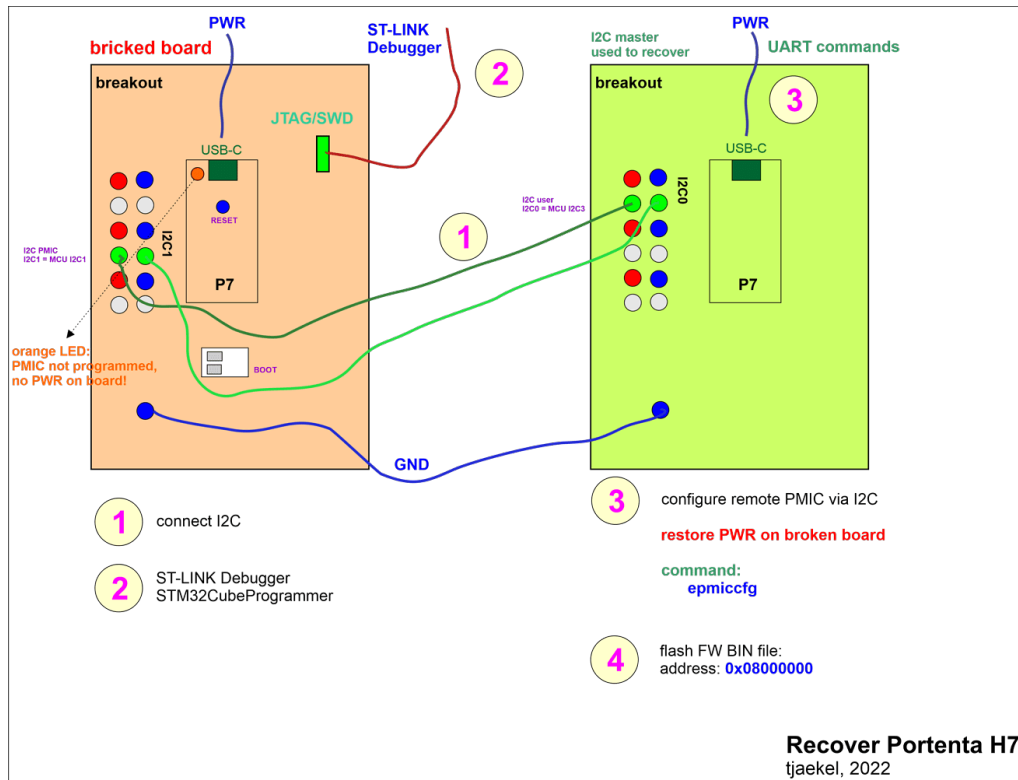 PWR
bricked board
ST-LINK
Debugger
2
I2C master
used to recover
PWR
UART commands
breakout
JTAG/SWD
USB-C
RESET
I2C1
I2C PMIC
I2C1 = MCU I2C1
P7
orange LED:
PMIC not programmed,
no PWR on board!
BOOT
1
I2C user
I2C0 = MCU I2C3
breakout
3
USB-C
I2C0
P7
GND
1
connect I2C
2
ST-LINK Debugger
STM32CubeProgrammer
3
configure remote PMIC via I2C
restore PWR on broken board
command:
epmiccfg
4
flash FW BIN file:
address: 0x08000000
Recover Portenta H7
tjaekel, 2022